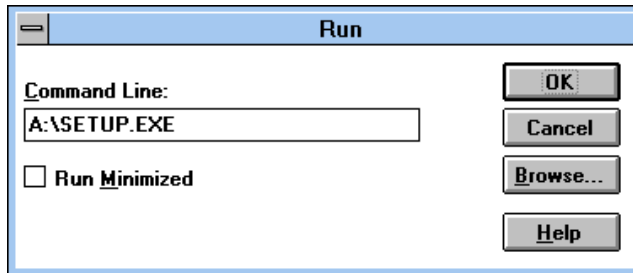 Run
Command Line:
A:\SETUP.EXE
Run Minimized
OK
Cancel
Browse...
Help